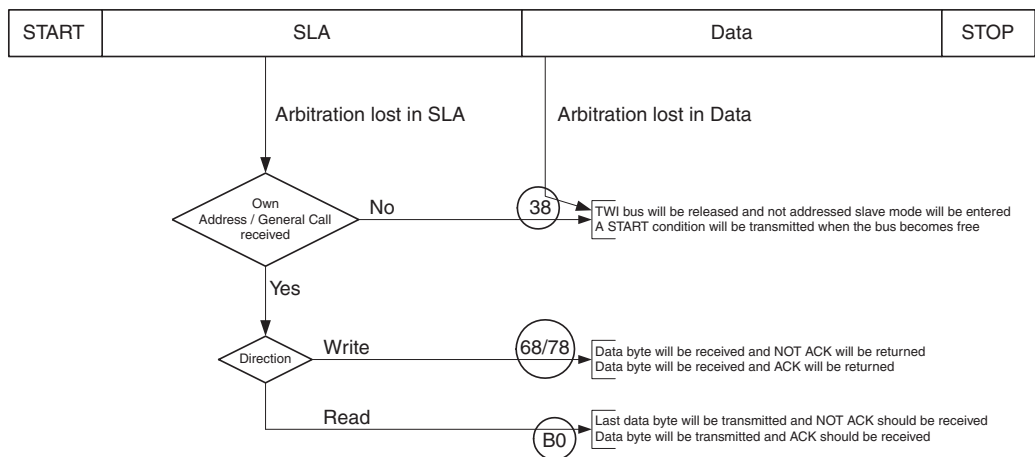 START SLA Data STOP
Arbitration lost in SLA Arbitration lost in Data
Own
Address / General Call
received
No
38
TWI bus will be released and not addressed slave mode will be entered
A START condition will be transmitted when the bus becomes free
Yes
Direction
Write
68/78
Data byte will be received and NOT ACK will be returned
Data byte will be received and ACK will be returned
Read
B0
Last data byte will be transmitted and NOT ACK should be received
Data byte will be transmitted and ACK should be received